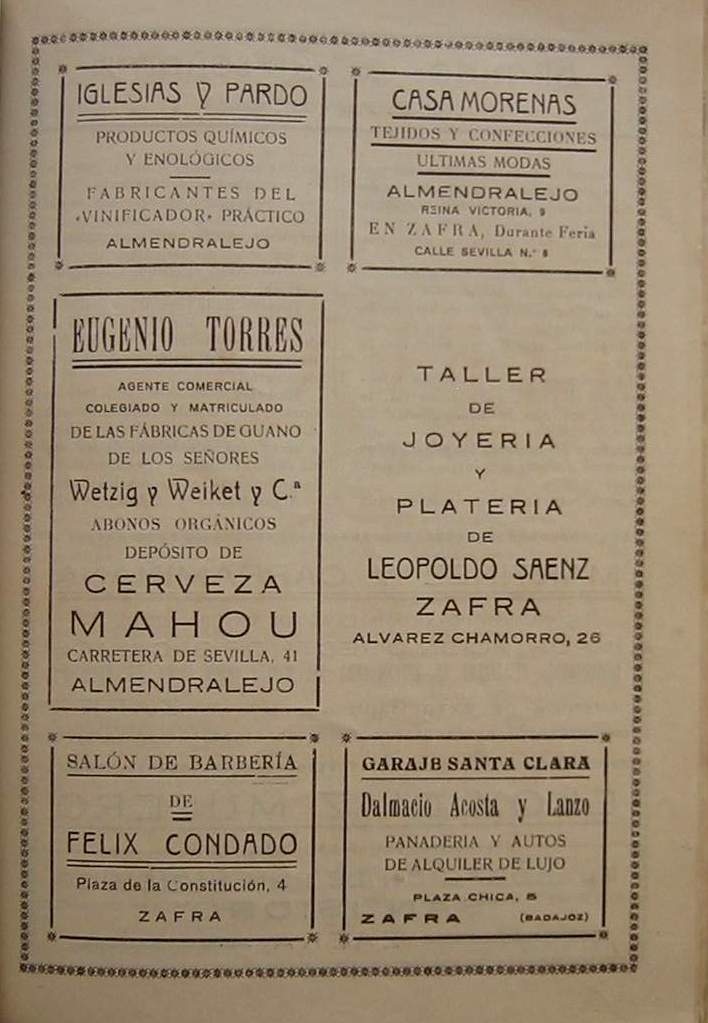 IGLESIAS Y PARDO
PRODUCTOS QUÍMICOS
Y ENOLÓGICOS
FABRICANTES DEL
«VINIFICADOR» PRÁCTICO
ALMENDRALEJO
CASA MORENAS
TEJIDOS Y CONFECCIONES
ULTIMAS MODAS
ALMENDRALEJO
REINA VICTORIA, 9
EN ZAFRA, Durante Feria
CALLE SEVILLA N.º 8
EUGENIO TORRES
AGENTE COMERCIAL
COLEGIADO Y MATRICULADO
DE LAS FÁBRICAS DE GUANO
DE LOS SEÑORES
Wetzig y Weiket y C.ª
ABONOS ORGÁNICOS
DEPÓSITO DE
CERVEZA
MAHOU
CARRETERA DE SEVILLA, 41
ALMENDRALEJO
TALLER
DE
JOYERIA
Y
PLATERIA
DE
LEOPOLDO SAENZ
ZAFRA
ALVAREZ CHAMORRO, 26
SALÓN DE BARBERÍA
DE
FELIX CONDADO
Plaza de la Constitución, 4
ZAFRA
GARAJE SANTA CLARA
Dalmacio Acosta y Lanzo
PANADERIA Y AUTOS
DE ALQUILER DE LUJO
PLAZA CHICA, 5
ZAFRA (BADAJOZ)